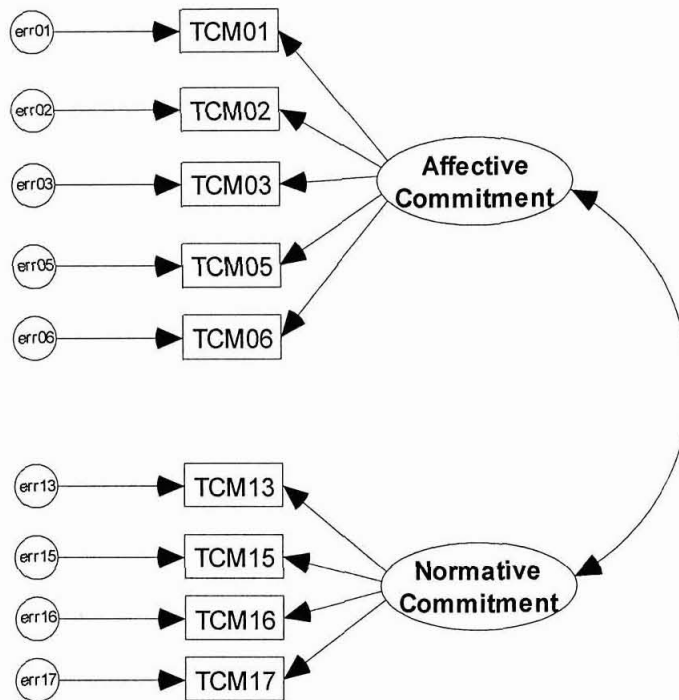 err01
TCM01
err02
TCM02
err03
TCM03
Affective
Commitment
err05
TCM05
err06
TCM06
err13
TCM13
err15
TCM15
Normative
Commitment
err16
TCM16
err17
TCM17